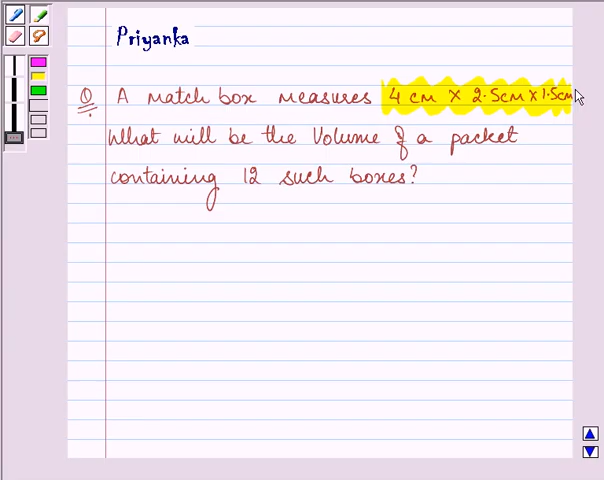 Priyanka
Q A match box measures 4 cm × 2.5cm × 1.5cm
What will be the Volume of a packet
containing 12 such boxes?